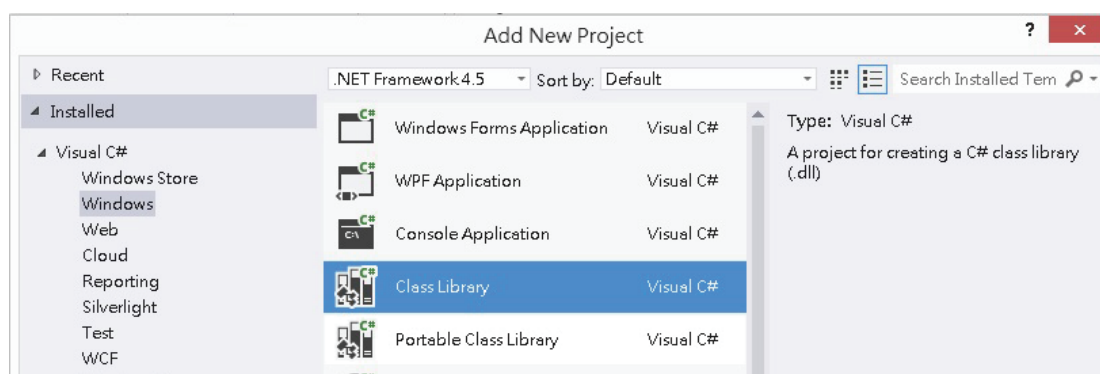 Add New Project
?
Recent
.NET Framework 4.5 Sort by: Default Search Installed Tem
Installed
Visual C#
Windows Store
Windows
Web
Cloud
Reporting
Silverlight
Test
WCF
Windows Forms Application Visual C#
WPF Application Visual C#
Console Application Visual C#
Class Library Visual C#
Portable Class Library Visual C#
Type: Visual C#
A project for creating a C# class library
(.dll)